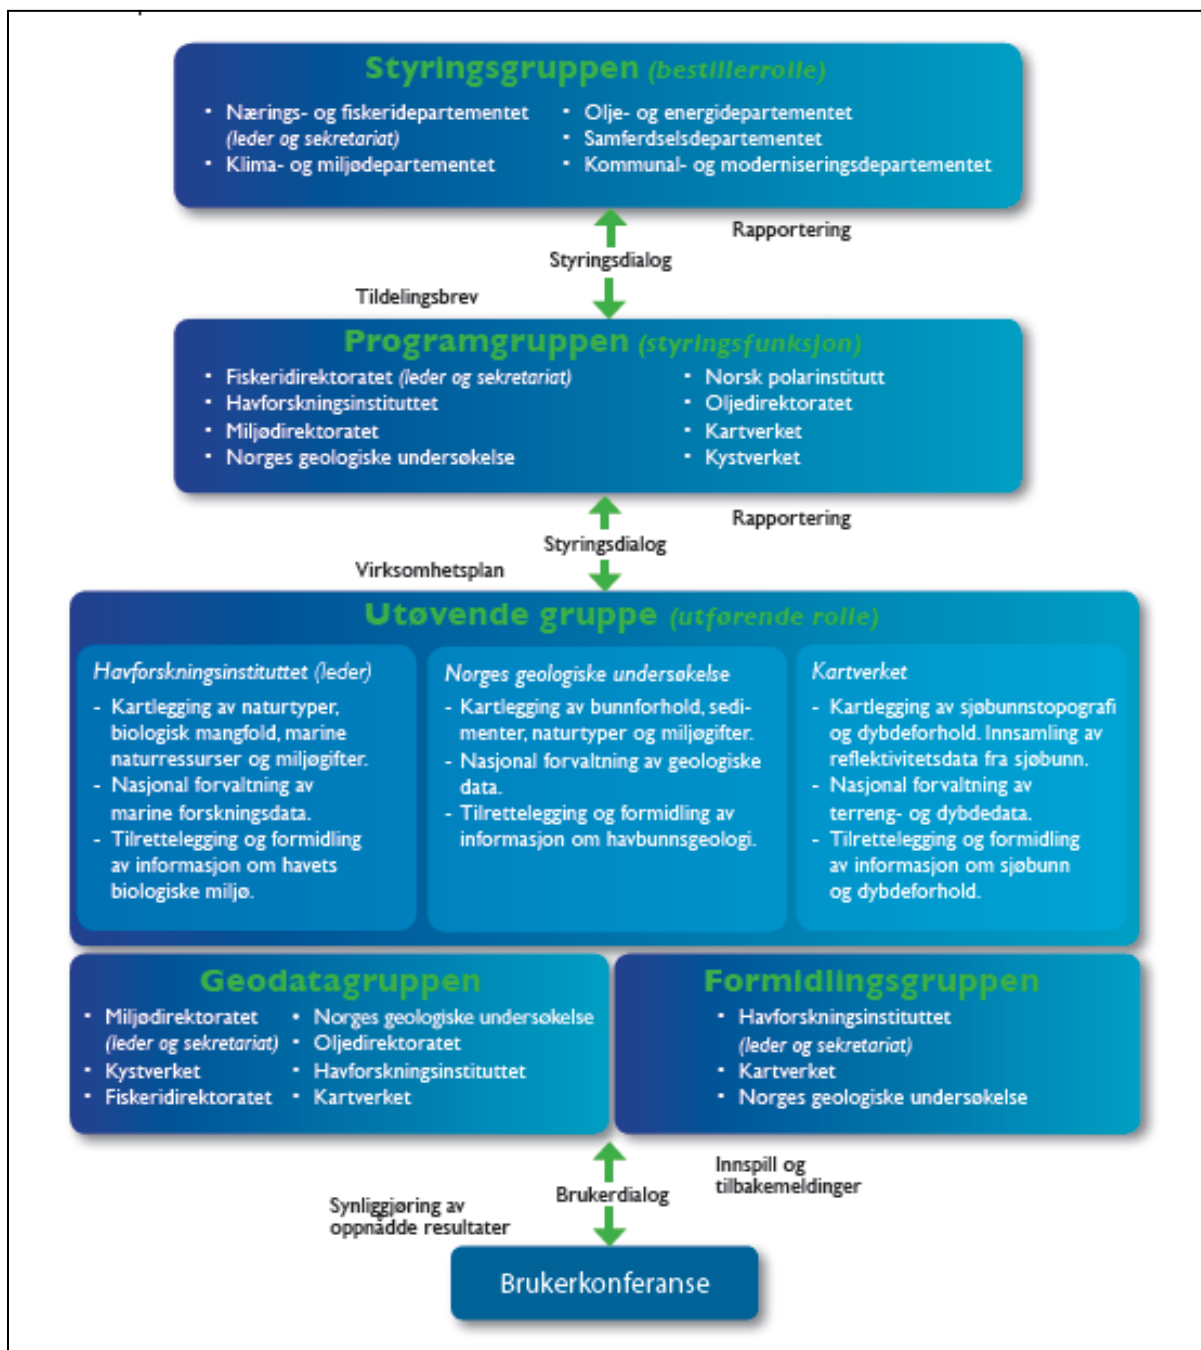 Styringsgruppen (bestillerrolle)
• Nærings- og fiskeridepartementet
(leder og sekretariat)
• Klima- og miljødepartementet
• Olje- og energidepartementet
• Samferdselsdepartementet
• Kommunal- og moderniseringsdepartementet
Rapportering
Styringsdialog
Tildelingsbrev
Programgruppen (styringsfunksjon)
• Fiskeridirektoratet (leder og sekretariat)
• Havforskningsinstituttet
• Miljødirektoratet
• Norges geologiske undersøkelse
• Norsk polarinstitutt
• Oljedirektoratet
• Kartverket
• Kystverket
Rapportering
Styringsdialog
Virksomhetsplan
Utøvende gruppe (utførende rolle)
Havforskningsinstituttet (leder)
- Kartlegging av naturtyper,
biologisk mangfold, marine
naturressurser og miljøgifter.
- Nasjonal forvaltning av
marine forskningsdata.
- Tilrettelegging og formidling
av informasjon om havets
biologiske miljø.
Norges geologiske undersøkelse
- Kartlegging av bunnforhold, sedi-
menter, naturtyper og miljøgifter.
- Nasjonal forvaltning av geologiske
data.
- Tilrettelegging og formidling av
informasjon om havbunnsgeologi.
Kartverket
- Kartlegging av sjøbunnstopografi
og dybdeforhold. Innsamling av
reflektivitetsdata fra sjøbunn.
- Nasjonal forvaltning av
terreng- og dybdedata.
- Tilrettelegging og formidling
av informasjon om sjøbunn
og dybdeforhold.
Geodatagruppen
• Miljødirektoratet
(leder og sekretariat)
• Kystverket
• Fiskeridirektoratet
• Norges geologiske undersøkelse
• Oljedirektoratet
• Havforskningsinstituttet
• Kartverket
Formidlingsgruppen
• Havforskningsinstituttet
(leder og sekretariat)
• Kartverket
• Norges geologiske undersøkelse
Innspill og
tilbakemeldinger
Brukerdialog
Synliggjøring av
oppnådde resultater
Brukerkonferanse